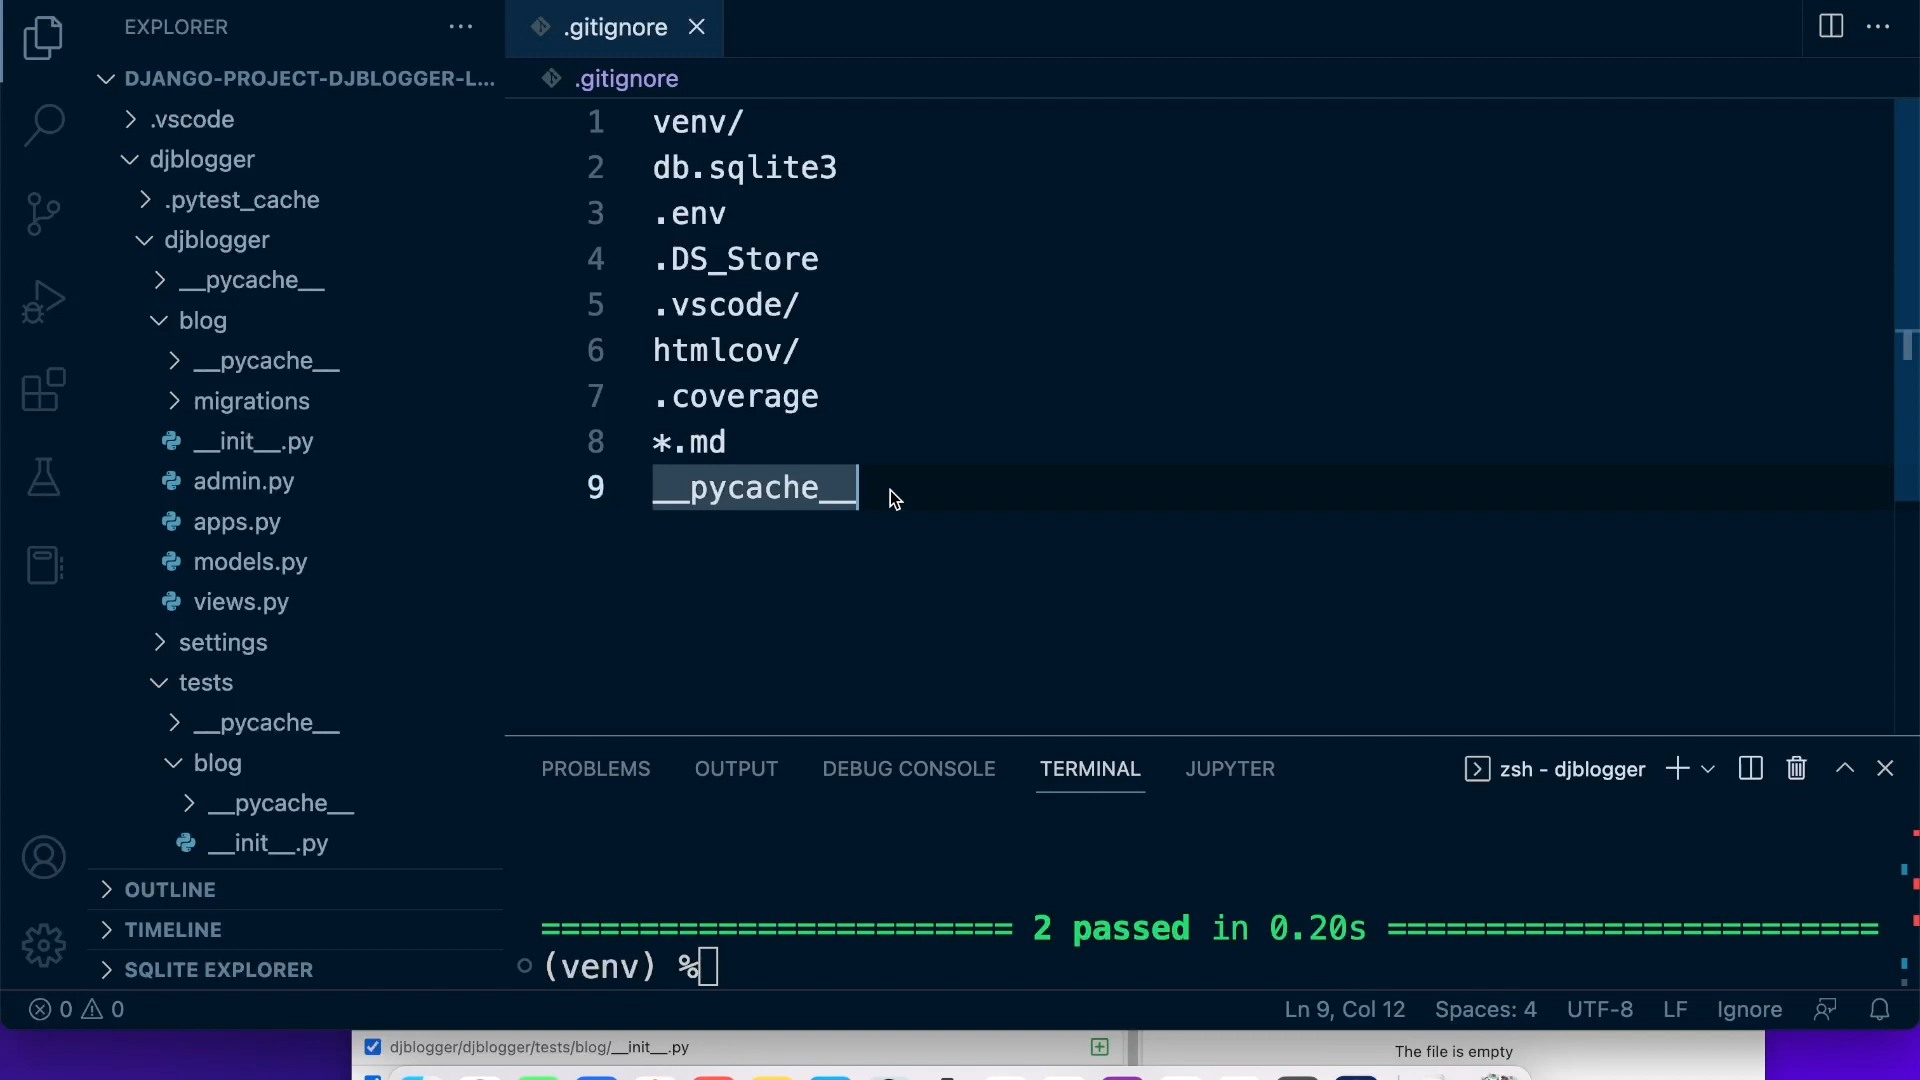 EXPLORER
DJANGO-PROJECT-DJBLOGGER-L...
.vscode
djblogger
.pytest_cache
djblogger
__pycache__
blog
__pycache__
migrations
__init__.py
admin.py
apps.py
models.py
views.py
settings
tests
__pycache__
blog
__pycache__
__init__.py
OUTLINE
TIMELINE
SQLITE EXPLORER
.gitignore
.gitignore
1 venv/
2 db.sqlite3
3 .env
4 .DS_Store
5 .vscode/
6 htmlcov/
7 .coverage
8 *.md
9 __pycache__
T
PROBLEMS OUTPUT DEBUG CONSOLE TERMINAL JUPYTER zsh - djblogger
======================== 2 passed in 0.20s =========================
(venv) %
0 0 Ln 9, Col 12 Spaces: 4 UTF-8 LF Ignore
djblogger/djblogger/tests/blog/__init__.py
The file is empty